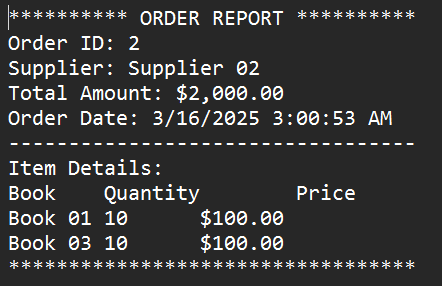 ********** ORDER REPORT **********
Order ID: 2
Supplier: Supplier 02
Total Amount: $2,000.00
Order Date: 3/16/2025 3:00:53 AM
----------------------------------
Item Details:
Book    Quantity        Price
Book 01 10      $100.00
Book 03 10      $100.00
**********************************